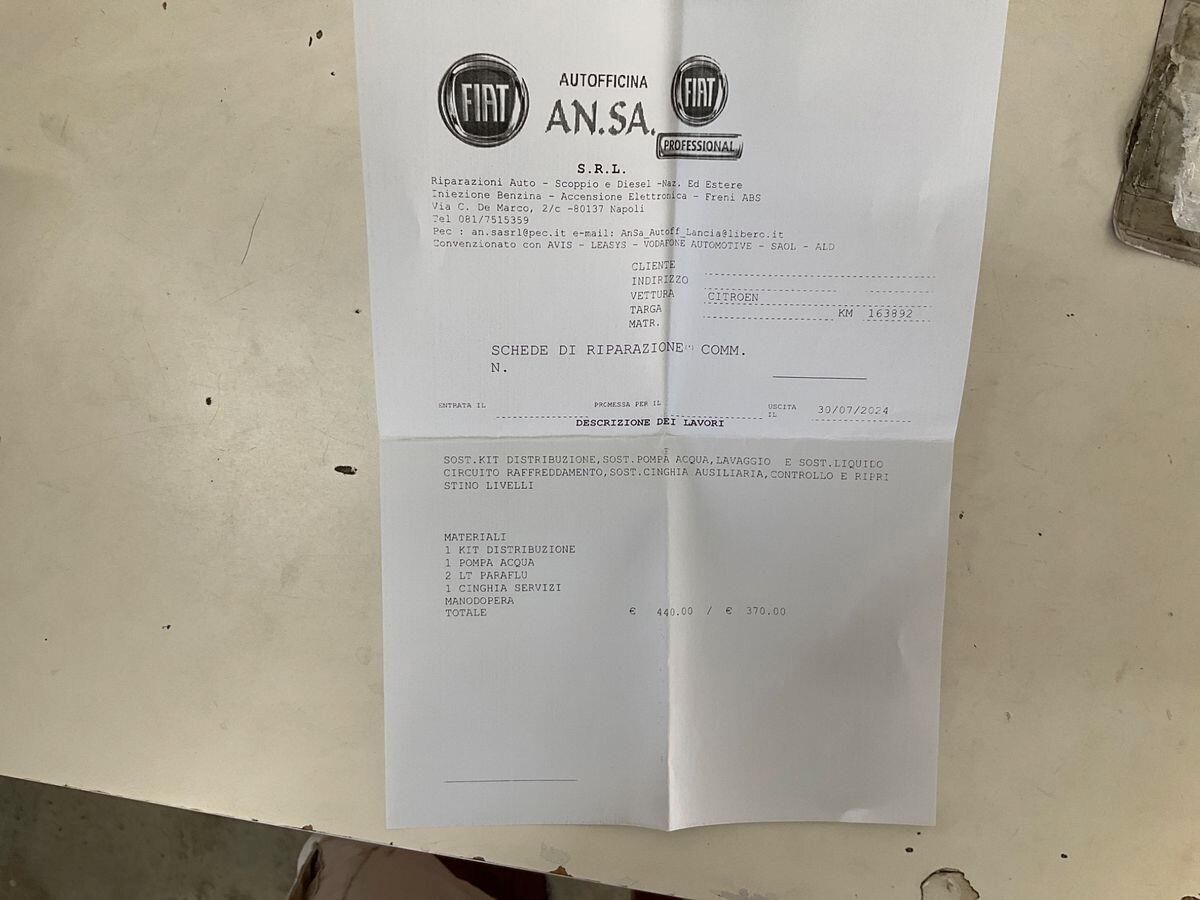 FIAT
AUTOFFICINA
AN.SA.
FIAT
PROFESSIONAL
S.R.L.
Riparazioni Auto - Scoppio e Diesel -Naz. Ed Estere
Iniezione Benzina - Accensione Elettronica - Freni ABS
Via C. De Marco, 2/c -80137 Napoli
Tel 081/7515359
Pec : an.sasrl@pec.it e-mail: AnSa_Autoff_Lancia@libero.it
Convenzionato con AVIS - LEASYS - VODAFONE AUTOMOTIVE - SAOL - ALD
CLIENTE
INDIRIZZO
VETTURA CITROEN
TARGA KM 163892
MATR.
SCHEDE DI RIPARAZIONE COMM.
N.
ENTRATA IL PROMESSA PER IL USCITA IL 30/07/2024
DESCRIZIONE DEI LAVORI
SOST.KIT DISTRIBUZIONE,SOST.POMPA ACQUA,LAVAGGIO E SOST.LIQUIDO
CIRCUITO RAFFREDDAMENTO,SOST.CINGHIA AUSILIARIA,CONTROLLO E RIPRI
STINO LIVELLI
MATERIALI
1 KIT DISTRIBUZIONE
1 POMPA ACQUA
2 LT PARAFLU
1 CINGHIA SERVIZI
MANODOPERA
TOTALE € 440.00 / € 370.00